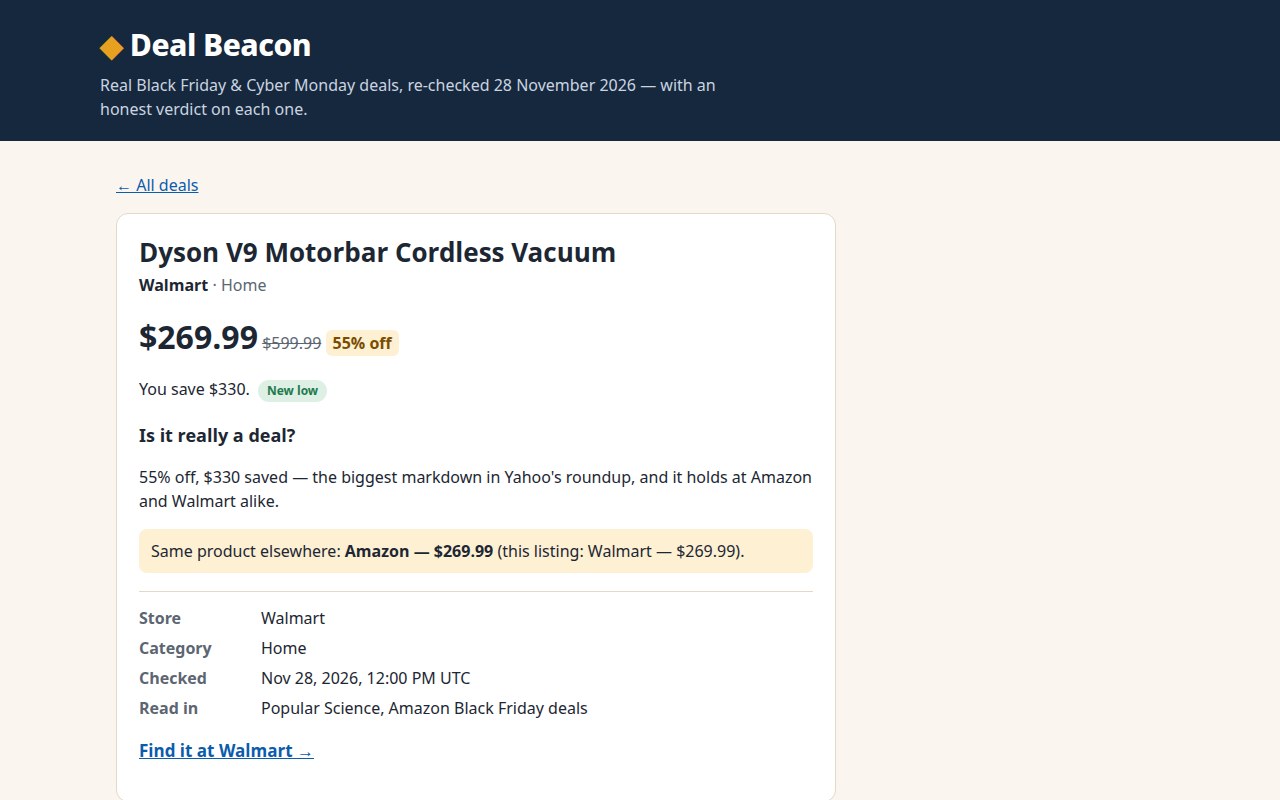 ◆ Deal Beacon
Real Black Friday & Cyber Monday deals, re-checked 28 November 2026 — with an
honest verdict on each one.
← All deals
Dyson V9 Motorbar Cordless Vacuum
Walmart · Home
$269.99 $599.99 55% off
You save $330. New low
Is it really a deal?
55% off, $330 saved — the biggest markdown in Yahoo's roundup, and it holds at Amazon
and Walmart alike.
Same product elsewhere: Amazon — $269.99 (this listing: Walmart — $269.99).
Store Walmart
Category Home
Checked Nov 28, 2026, 12:00 PM UTC
Read in Popular Science, Amazon Black Friday deals
Find it at Walmart →